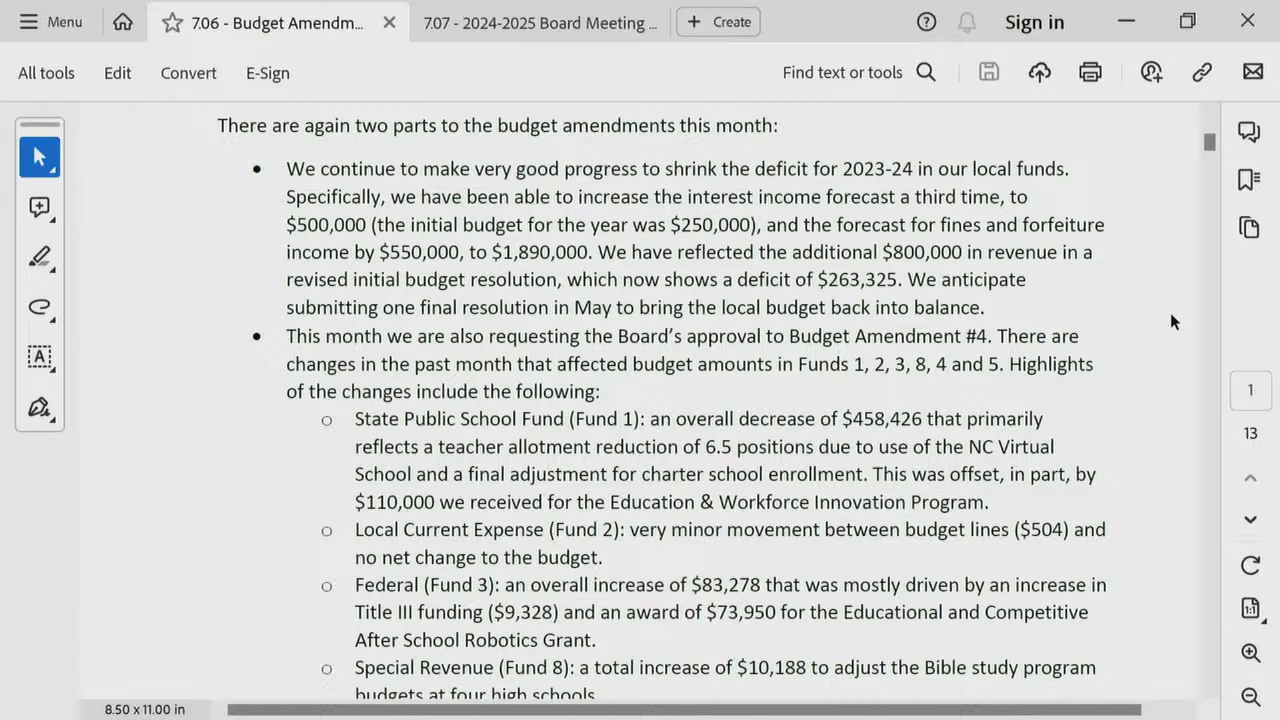 Menu
7.06 - Budget Amendm...
7.07 - 2024-2025 Board Meeting ...
Create
Sign in
All tools
Edit
Convert
E-Sign
Find text or tools
There are again two parts to the budget amendments this month:
We continue to make very good progress to shrink the deficit for 2023-24 in our local funds.
Specifically, we have been able to increase the interest income forecast a third time, to
$500,000 (the initial budget for the year was $250,000), and the forecast for fines and forfeiture
income by $550,000, to $1,890,000. We have reflected the additional $800,000 in revenue in a
revised initial budget resolution, which now shows a deficit of $263,325. We anticipate
submitting one final resolution in May to bring the local budget back into balance.
This month we are also requesting the Board's approval to Budget Amendment #4. There are
changes in the past month that affected budget amounts in Funds 1, 2, 3, 8, 4 and 5. Highlights
of the changes include the following:
State Public School Fund (Fund 1): an overall decrease of $458,426 that primarily
reflects a teacher allotment reduction of 6.5 positions due to use of the NC Virtual
School and a final adjustment for charter school enrollment. This was offset, in part, by
$110,000 we received for the Education & Workforce Innovation Program.
Local Current Expense (Fund 2): very minor movement between budget lines ($504) and
no net change to the budget.
Federal (Fund 3): an overall increase of $83,278 that was mostly driven by an increase in
Title III funding ($9,328) and an award of $73,950 for the Educational and Competitive
After School Robotics Grant.
Special Revenue (Fund 8): a total increase of $10,188 to adjust the Bible study program
budgets at four high schools.
1
13
1:1
8.50 x 11.00 in